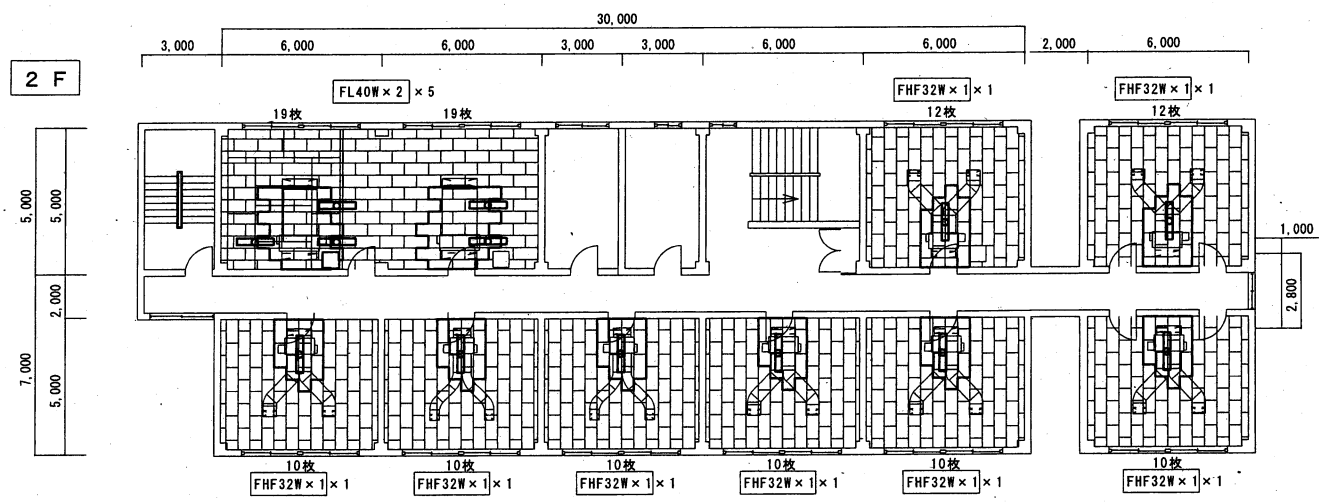 30,000
3,000 6,000 6,000 3,000 3,000 6,000 6,000 2,000 6,000
2 F
FL40W × 2 × 5
FHF32W × 1 × 1
FHF32W × 1 × 1
19枚
19枚
12枚
12枚
5,000
5,000
2,000
7,000
5,000
1,000
2,800
10枚
10枚
10枚
10枚
10枚
10枚
FHF32W × 1 × 1
FHF32W × 1 × 1
FHF32W × 1 × 1
FHF32W × 1 × 1
FHF32W × 1 × 1
FHF32W × 1 × 1